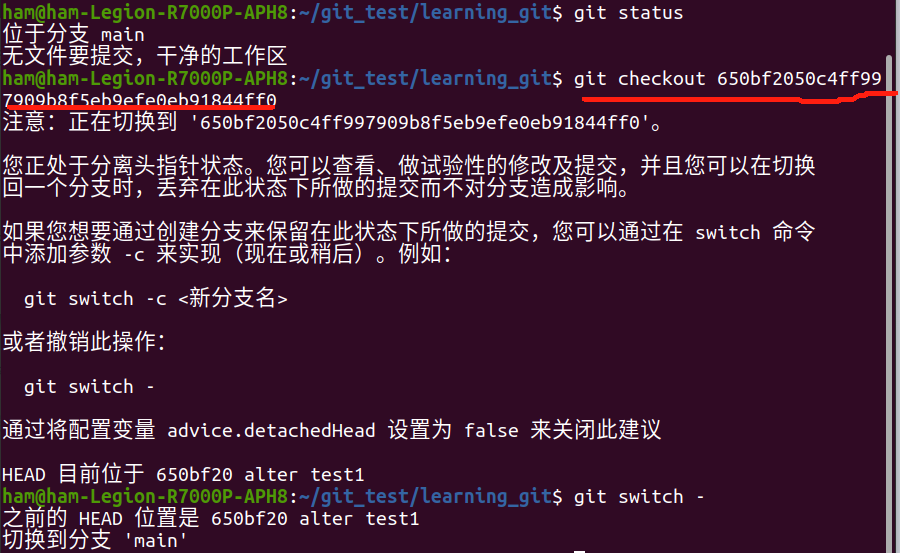 ham@ham-Legion-R7000P-APH8:~/git_test/learning_git$ git status
位于分支 main
无文件要提交，干净的工作区
ham@ham-Legion-R7000P-APH8:~/git_test/learning_git$ git checkout 650bf2050c4ff99
7909b8f5eb9efe0eb91844ff0
注意：正在切换到 '650bf2050c4ff997909b8f5eb9efe0eb91844ff0'。
您正处于分离头指针状态。您可以查看、做试验性的修改及提交，并且您可以在切换
回一个分支时，丢弃在此状态下所做的提交而不对分支造成影响。
如果您想要通过创建分支来保留在此状态下所做的提交，您可以通过在 switch 命令
中添加参数 -c 来实现（现在或稍后）。例如：
git switch -c <新分支名>
或者撤销此操作：
git switch -
通过将配置变量 advice.detachedHead 设置为 false 来关闭此建议
HEAD 目前位于 650bf20 alter test1
ham@ham-Legion-R7000P-APH8:~/git_test/learning_git$ git switch -
之前的 HEAD 位置是 650bf20 alter test1
切换到分支 'main'